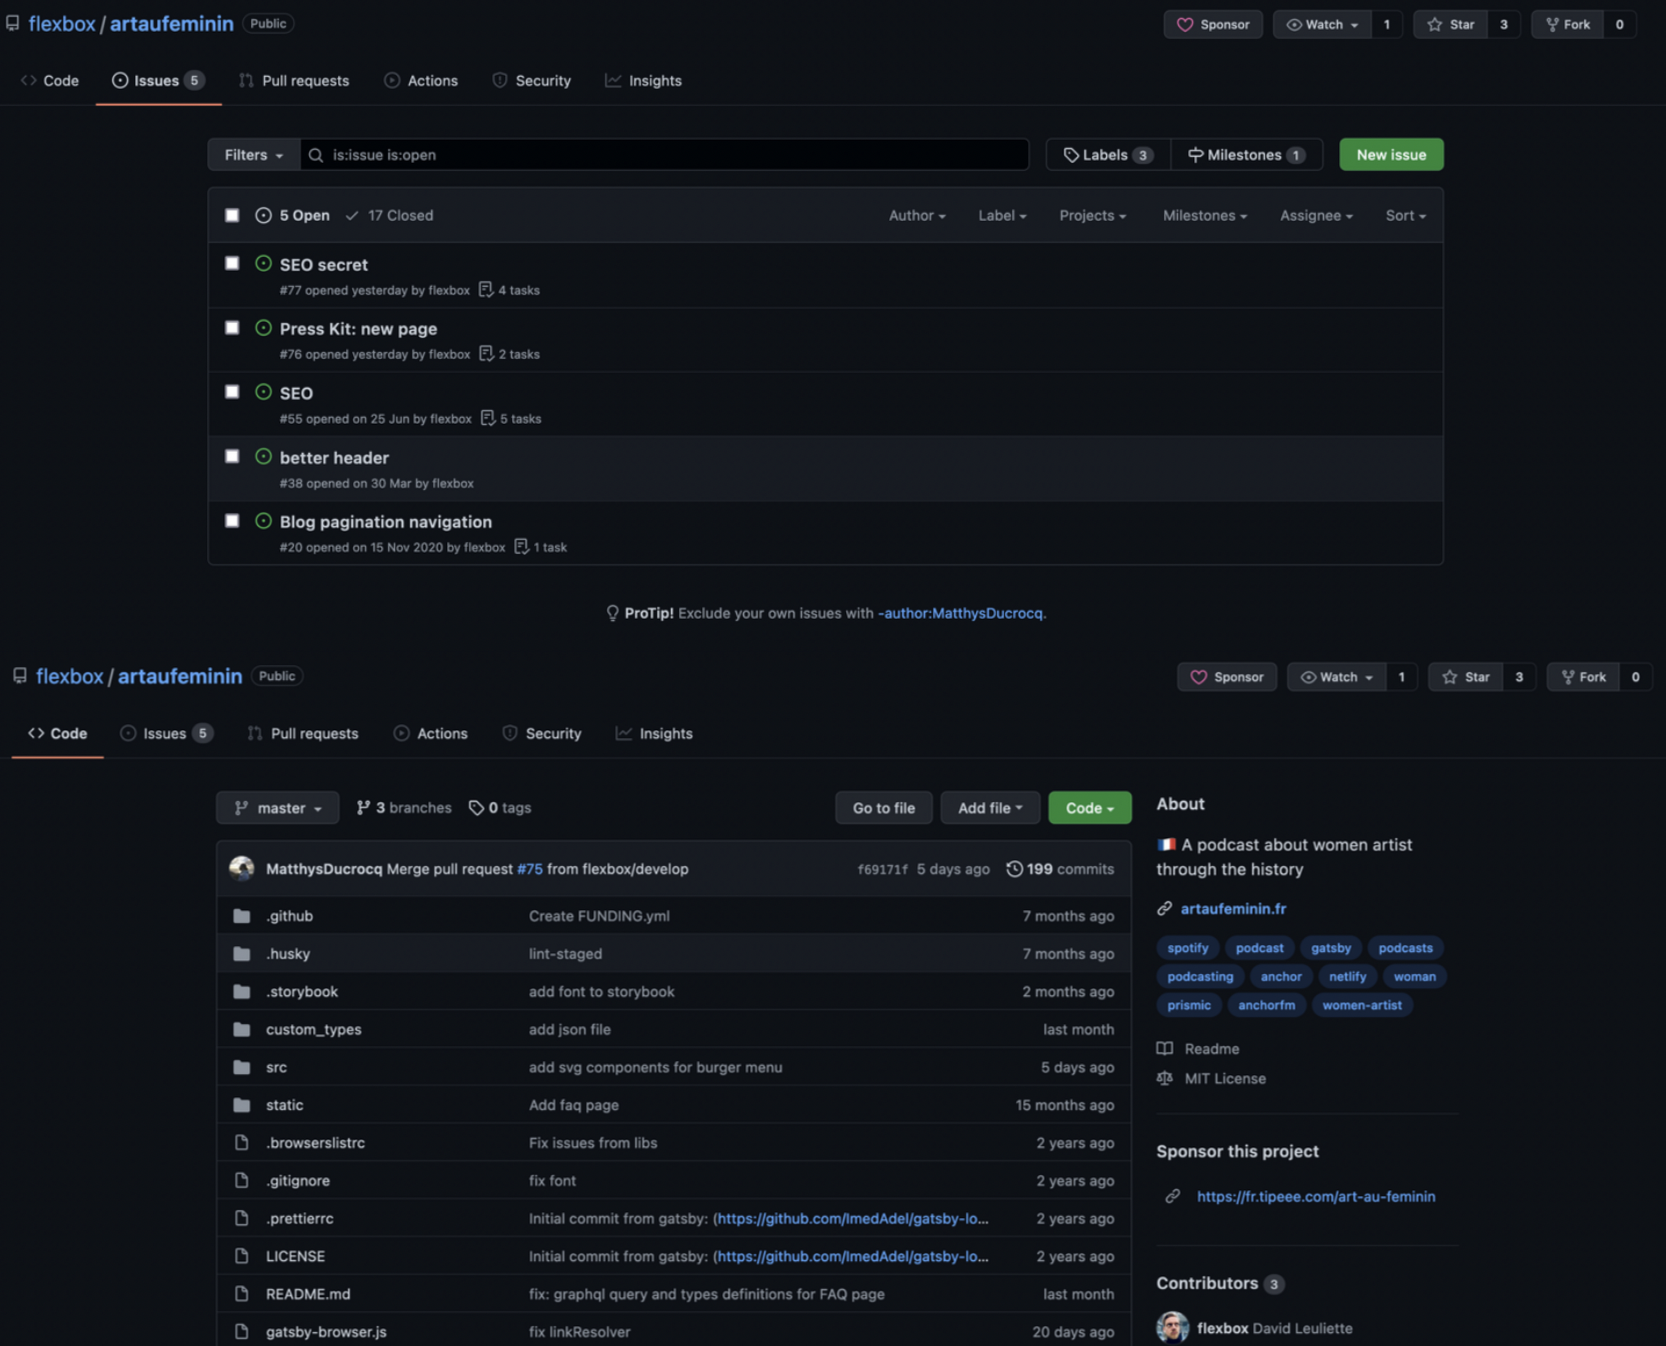 flexbox / artaufeminin Public Sponsor Watch 1 Star 3 Fork 0
Code Issues 5 Pull requests Actions Security Insights
Filters is:issue is:open Labels 3 Milestones 1 New issue
5 Open 17 Closed Author Label Projects Milestones Assignee Sort
SEO secret
#77 opened yesterday by flexbox 4 tasks
Press Kit: new page
#76 opened yesterday by flexbox 2 tasks
SEO
#55 opened on 25 Jun by flexbox 5 tasks
better header
#38 opened on 30 Mar by flexbox
Blog pagination navigation
#20 opened on 15 Nov 2020 by flexbox 1 task
ProTip! Exclude your own issues with -author:MatthysDucrocq.
flexbox / artaufeminin Public Sponsor Watch 1 Star 3 Fork 0
<> Code Issues 5 Pull requests Actions Security Insights
master 3 branches 0 tags Go to file Add file Code
MatthysDucrocq Merge pull request #75 from flexbox/develop f69171f 5 days ago 199 commits
.github Create FUNDING.yml 7 months ago
.husky lint-staged 7 months ago
.storybook add font to storybook 2 months ago
custom_types add json file last month
src add svg components for burger menu 5 days ago
static Add faq page 15 months ago
.browserslistrc Fix issues from libs 2 years ago
.gitignore fix font 2 years ago
.prettierrc Initial commit from gatsby: (https://github.com/ImedAdel/gatsby-lo... 2 years ago
LICENSE Initial commit from gatsby: (https://github.com/ImedAdel/gatsby-lo... 2 years ago
README.md fix: graphql query and types definitions for FAQ page last month
gatsby-browser.js fix linkResolver 20 days ago
About
🇫🇷 A podcast about women artist
through the history
artaufeminin.fr
spotify podcast gatsby podcasts
podcasting anchor netlify woman
prismic anchorfm women-artist
Readme
MIT License
Sponsor this project
https://fr.tipeee.com/art-au-feminin
Contributors 3
flexbox David Leuliette